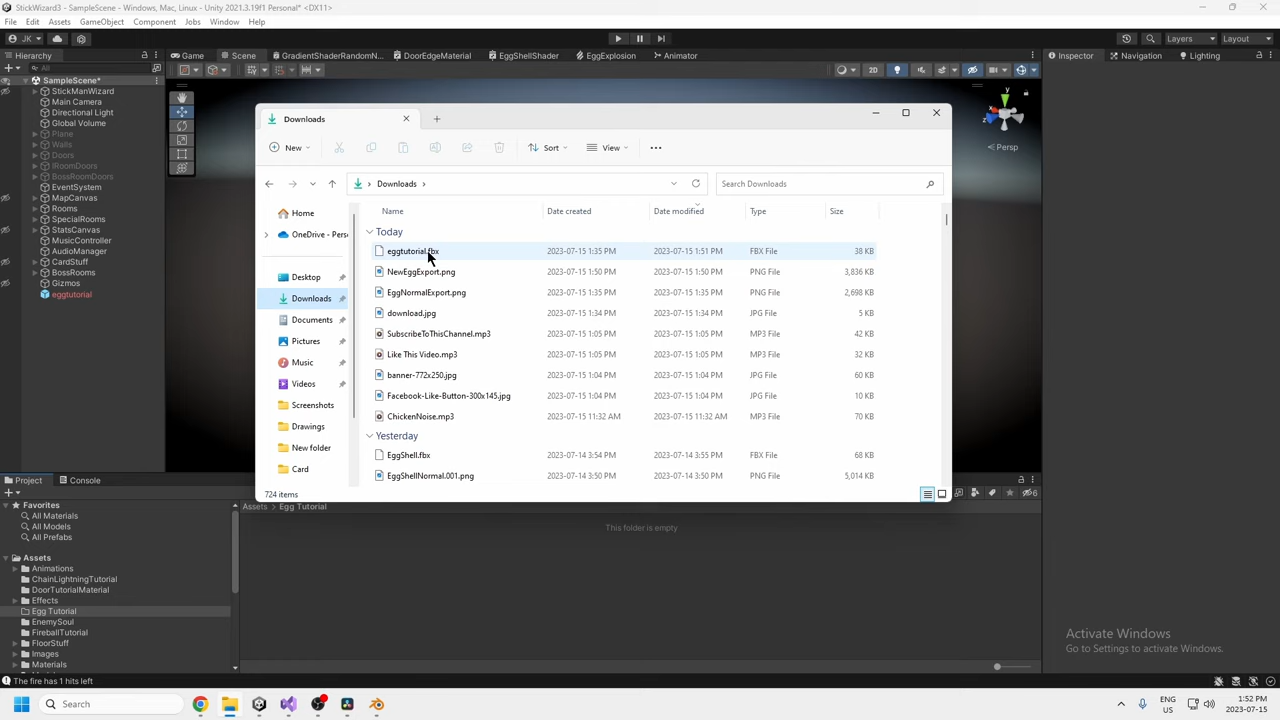 StickWizard3 - SampleScene - Windows, Mac, Linux - Unity 2021.3.19f1 Personal* <DX11>
File Edit Assets GameObject Component Jobs Window Help
JK Layers Layout
Hierarchy Game Scene GradientShaderRandomN... DoorEdgeMaterial EggShellShader EggExplosion Animator Inspector Navigation Lighting
All 2D
SampleScene*
StickManWizard
Main Camera
Directional Light
Global Volume
Plane
Walls
Doors
IRoomDoors
BossRoomDoors
EventSystem
MapCanvas
Rooms
SpecialRooms
StatsCanvas
MusicController
AudioManager
CardStuff
BossRooms
Gizmos
eggtutorial
y
x
z
Persp
Downloads
New Sort View
Downloads Search Downloads
Home
OneDrive - Pers
Desktop
Downloads
Documents
Pictures
Music
Videos
Screenshots
Drawings
New folder
Card
Name Date created Date modified Type Size
Today
eggtutorial.fbx 2023-07-15 1:35 PM 2023-07-15 1:51 PM FBX File 38 KB
NewEggExport.png 2023-07-15 1:50 PM 2023-07-15 1:50 PM PNG File 3,836 KB
EggNormalExport.png 2023-07-15 1:35 PM 2023-07-15 1:35 PM PNG File 2,698 KB
download.jpg 2023-07-15 1:34 PM 2023-07-15 1:34 PM JPG File 5 KB
SubscribeToThisChannel.mp3 2023-07-15 1:05 PM 2023-07-15 1:05 PM MP3 File 42 KB
Like This Video.mp3 2023-07-15 1:05 PM 2023-07-15 1:05 PM MP3 File 32 KB
banner-772x250.jpg 2023-07-15 1:04 PM 2023-07-15 1:04 PM JPG File 60 KB
Facebook-Like-Button-300x145.jpg 2023-07-15 1:04 PM 2023-07-15 1:04 PM JPG File 10 KB
ChickenNoise.mp3 2023-07-15 11:32 AM 2023-07-15 11:32 AM MP3 File 70 KB
Yesterday
EggShell.fbx 2023-07-14 3:54 PM 2023-07-14 3:55 PM FBX File 68 KB
EggShellNormal.001.png 2023-07-14 3:50 PM 2023-07-14 3:50 PM PNG File 5,014 KB
724 items
Project Console
6
Favorites
All Materials
All Models
All Prefabs
Assets
Animations
ChainLightningTutorial
DoorTutorialMaterial
Effects
Egg Tutorial
EnemySoul
FireballTutorial
FloorStuff
Images
Materials
Assets Egg Tutorial
This folder is empty
Activate Windows
Go to Settings to activate Windows.
The fire has 1 hits left
Search
ENG
US
1:52 PM
2023-07-15